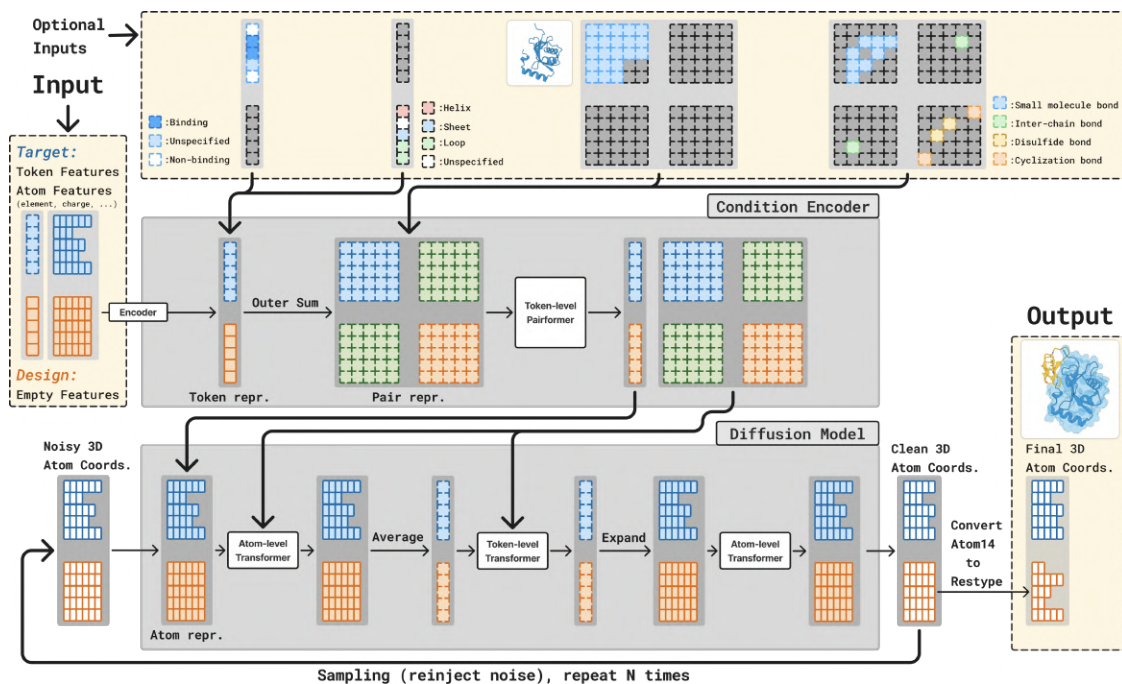 Optional
Inputs
Input
:Binding
:Unspecified
:Non-binding
:Helix
:Sheet
:Loop
:Unspecified
:Small molecule bond
:Inter-chain bond
:Disulfide bond
:Cyclization bond
Target:
Token Features
Atom Features
(element, charge, ...)
Design:
Empty Features
Condition Encoder
Encoder
Outer Sum
Token-level
Pairformer
Token repr.
Pair repr.
Output
Diffusion Model
Noisy 3D
Atom Coords.
Atom-level
Transformer
Average
Token-level
Transformer
Expand
Atom-level
Transformer
Atom repr.
Clean 3D
Atom Coords.
Convert
Atom14
to
Restype
Final 3D
Atom Coords.
Sampling (reinject noise), repeat N times